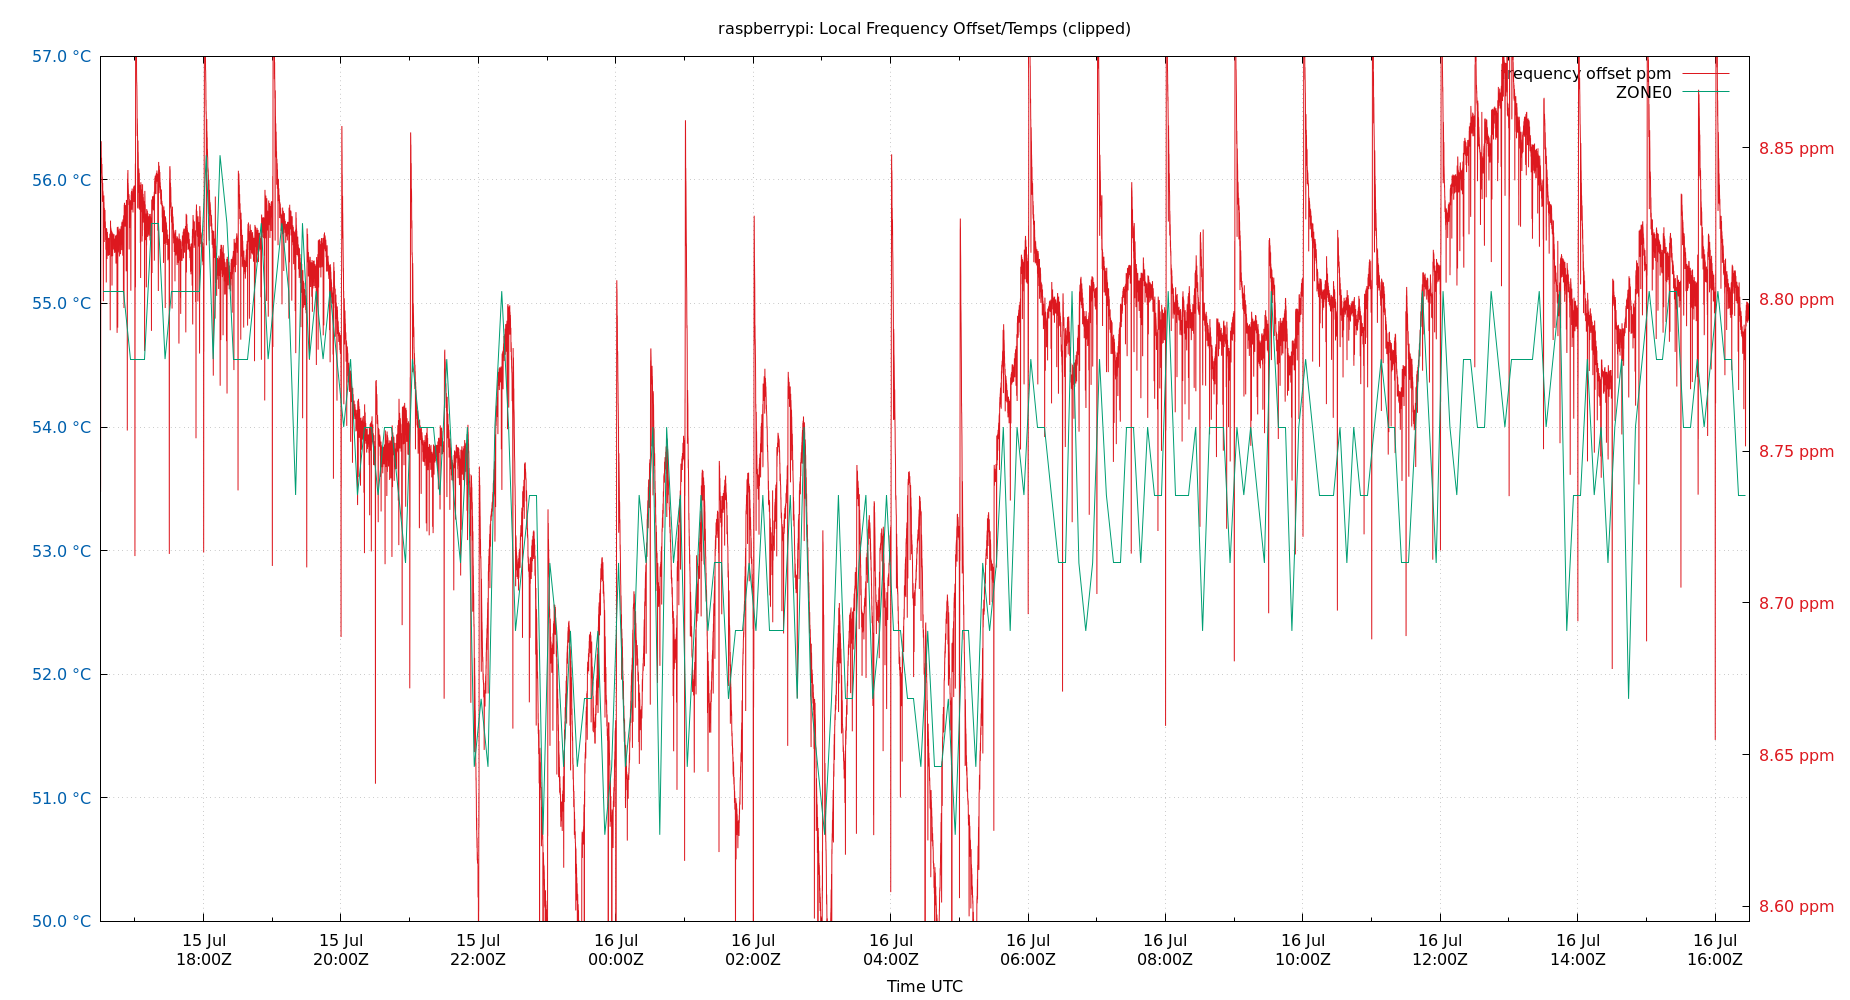 raspberrypi: Local Frequency Offset/Temps (clipped)
57.0 °C
56.0 °C
55.0 °C
54.0 °C
53.0 °C
52.0 °C
51.0 °C
50.0 °C
requency offset ppm
ZONE0
8.85 ppm
8.80 ppm
8.75 ppm
8.70 ppm
8.65 ppm
8.60 ppm
15 Jul 15 Jul 15 Jul 16 Jul 16 Jul 16 Jul 16 Jul 16 Jul 16 Jul 16 Jul 16 Jul 16 Jul
18:00Z 20:00Z 22:00Z 00:00Z 02:00Z 04:00Z 06:00Z 08:00Z 10:00Z 12:00Z 14:00Z 16:00Z
Time UTC